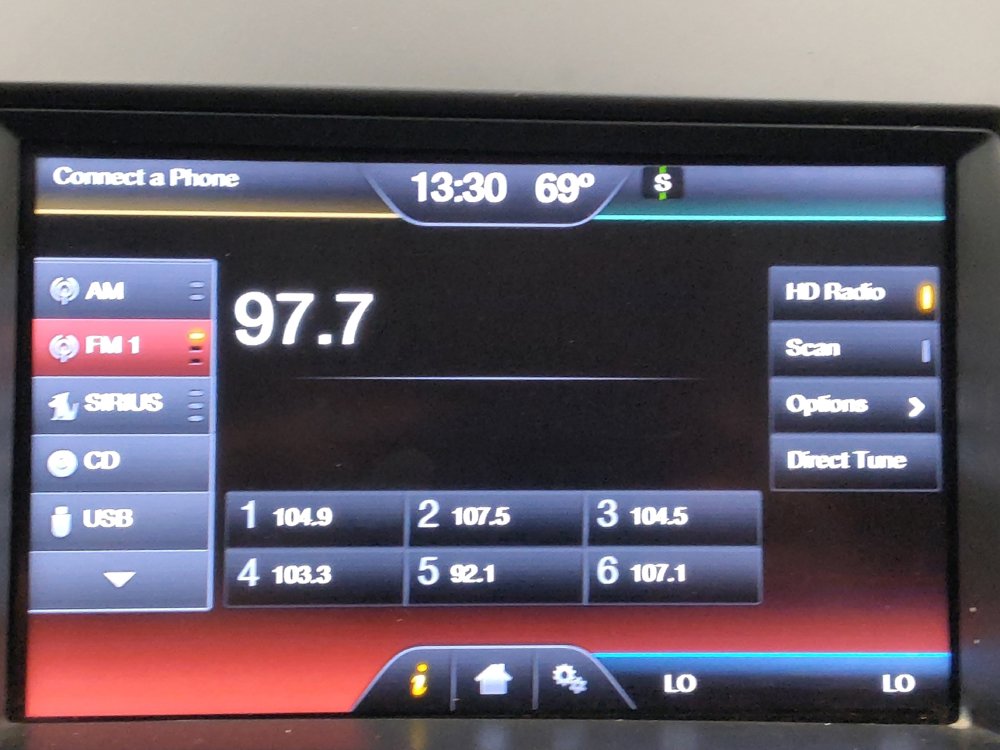 Connect a Phone
13:30 69º S
AM
FM 1
SIRIUS
CD
USB
97.7
HD Radio
Scan
Options
Direct Tune
1 104.9 2 107.5 3 104.5
4 103.3 5 92.1 6 107.1
i
LO LO